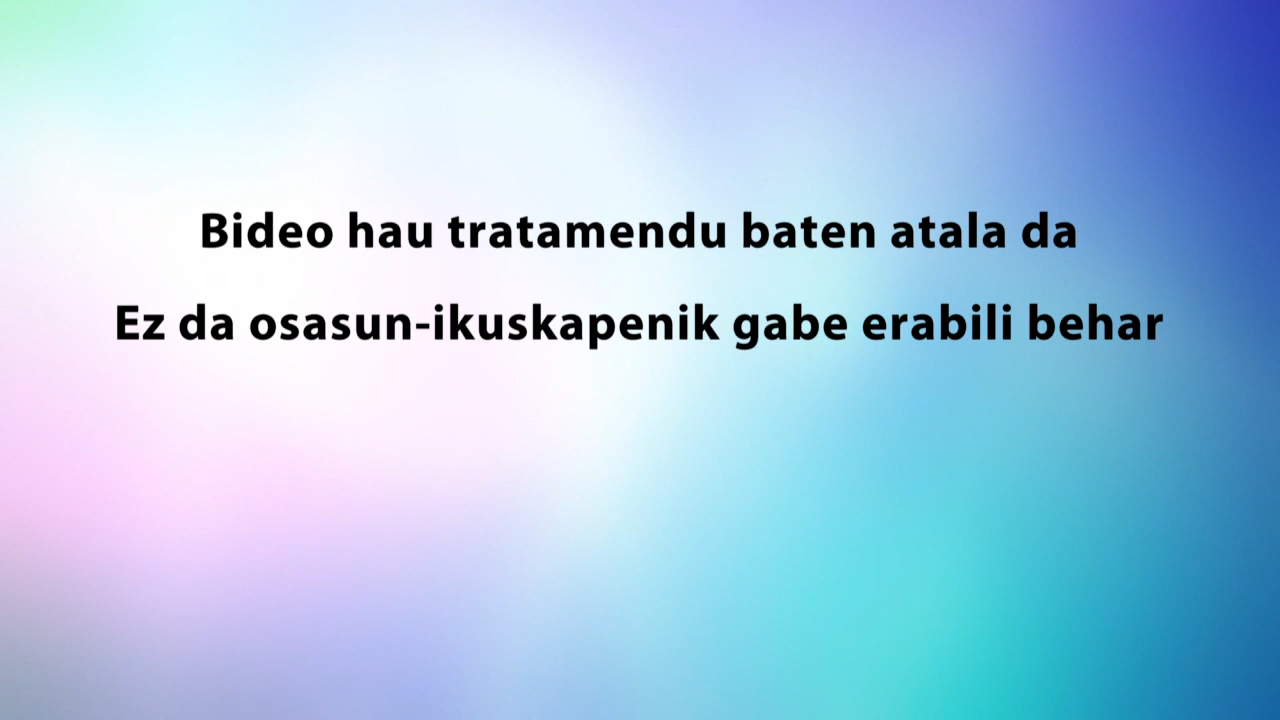 Bideo hau tratamendu baten atala da
Ez da osasun-ikuskapenik gabe erabili behar